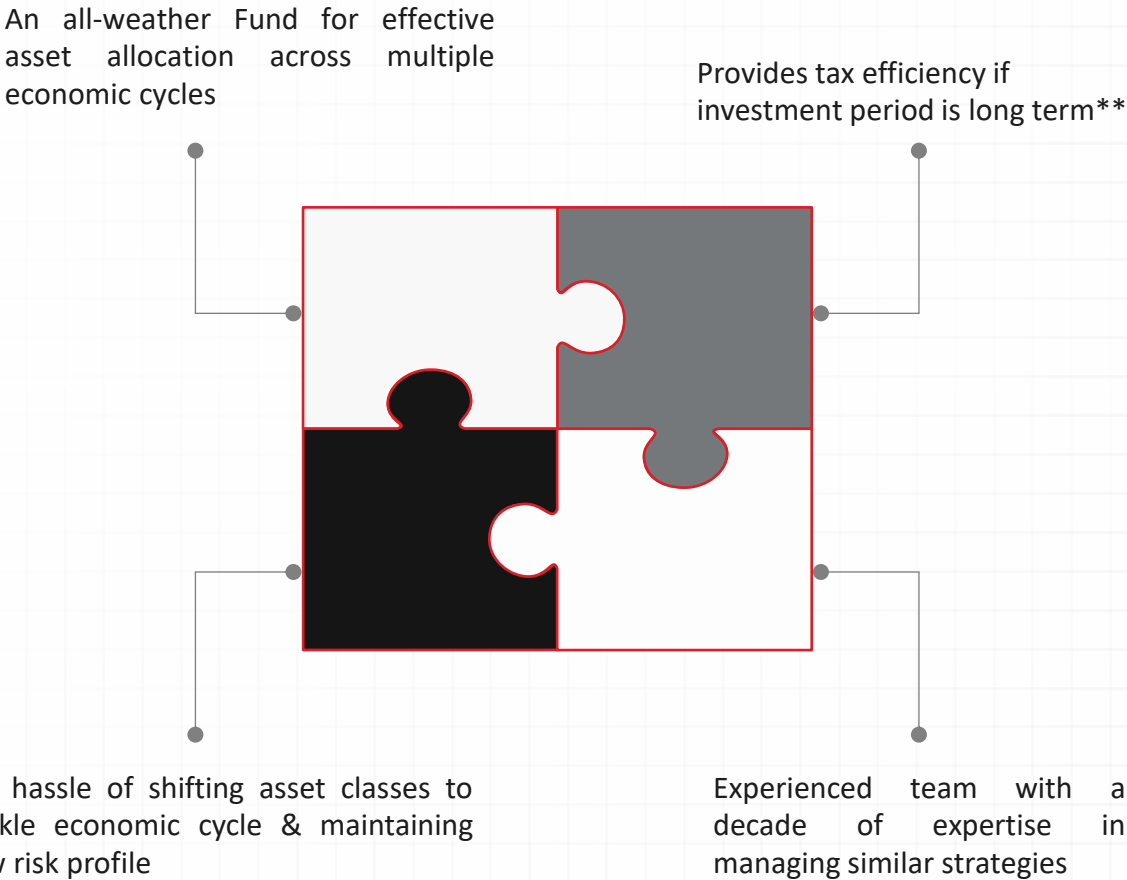 An all-weather Fund for effective
asset allocation across multiple
economic cycles
Provides tax efficiency if
investment period is long term**
hassle of shifting asset classes to
economic cycle & maintaining
risk profile
Experienced team with a
decade of expertise in
managing similar strategies